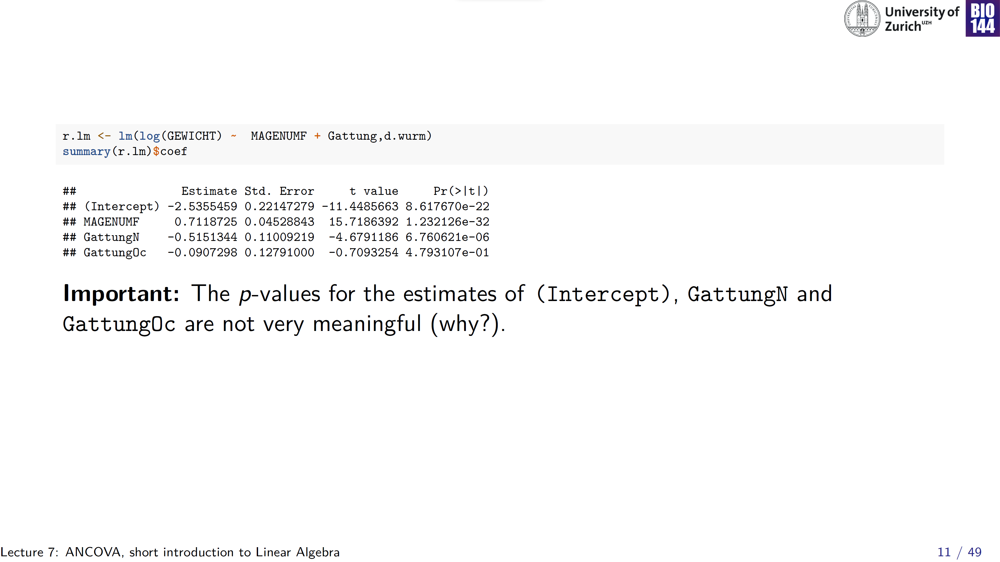 University of
Zurich UZH
BIO
144
r.lm <- lm(log(GEWICHT) ~  MAGENUMF + Gattung,d.wurm)
summary(r.lm)$coef
##               Estimate Std. Error     t value     Pr(>|t|)
## (Intercept) -2.5355459 0.22147279 -11.4485663 8.617670e-22
## MAGENUMF     0.7118725 0.04528843  15.7186392 1.232126e-32
## GattungN    -0.5151344 0.11009219  -4.6791186 6.760621e-06
## GattungOc   -0.0907298 0.12791000  -0.7093254 4.793107e-01
Important: The p-values for the estimates of (Intercept), GattungN and
GattungOc are not very meaningful (why?).
Lecture 7: ANCOVA, short introduction to Linear Algebra
11 / 49